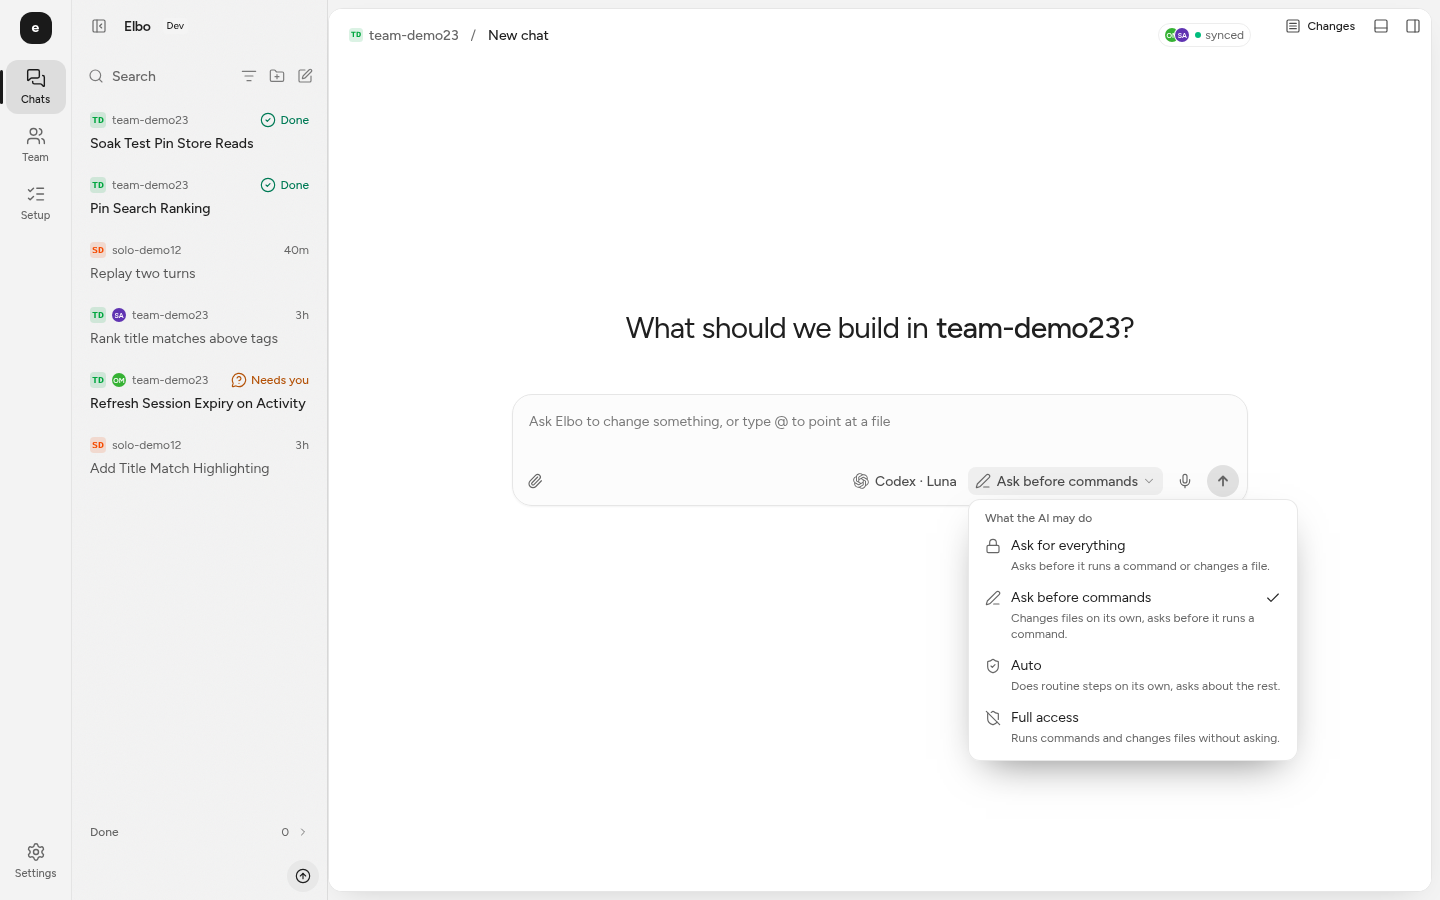 e
Chats
Team
Setup
Settings
Elbo Dev
Search
TD team-demo23 Done
Soak Test Pin Store Reads
TD team-demo23 Done
Pin Search Ranking
SD solo-demo12 40m
Replay two turns
TD SA team-demo23 3h
Rank title matches above tags
TD OM team-demo23 Needs you
Refresh Session Expiry on Activity
SD solo-demo12 3h
Add Title Match Highlighting
Done 0
TD team-demo23 / New chat
SA synced
Changes
What should we build in team-demo23?
Ask Elbo to change something, or type @ to point at a file
Codex · Luna Ask before commands
What the AI may do
Ask for everything
Asks before it runs a command or changes a file.
Ask before commands
Changes files on its own, asks before it runs a
command.
Auto
Does routine steps on its own, asks about the rest.
Full access
Runs commands and changes files without asking.